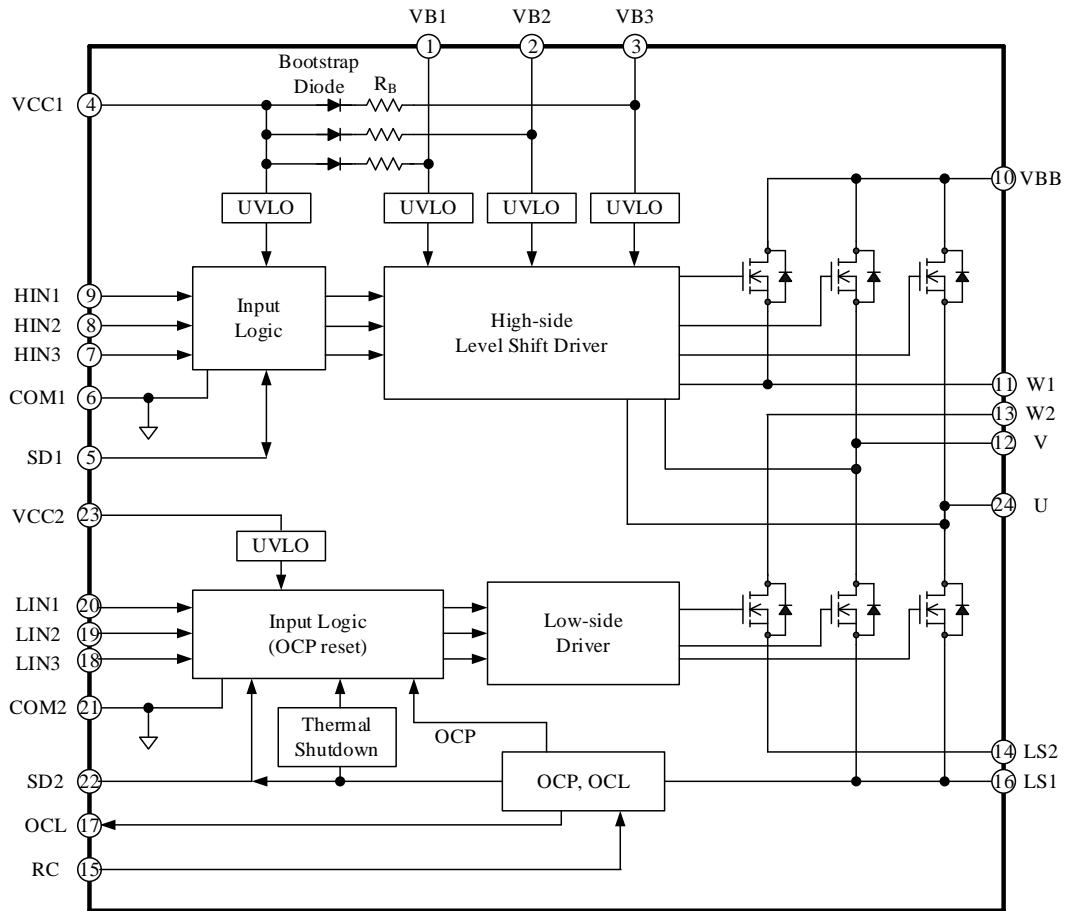 VB1 VB2 VB3
1 2 3
Bootstrap
Diode
RB
VCC1 4
10 VBB
UVLO UVLO UVLO UVLO
HIN1 9
HIN2 8
HIN3 7
Input
Logic
High-side
Level Shift Driver
COM1 6
11 W1
13 W2
12 V
SD1 5
24 U
VCC2 23
UVLO
LIN1 20
LIN2 19
LIN3 18
Input Logic
(OCP reset)
Low-side
Driver
COM2 21
Thermal
Shutdown
OCP
14 LS2
SD2 22
OCP, OCL
16 LS1
OCL 17
RC 15